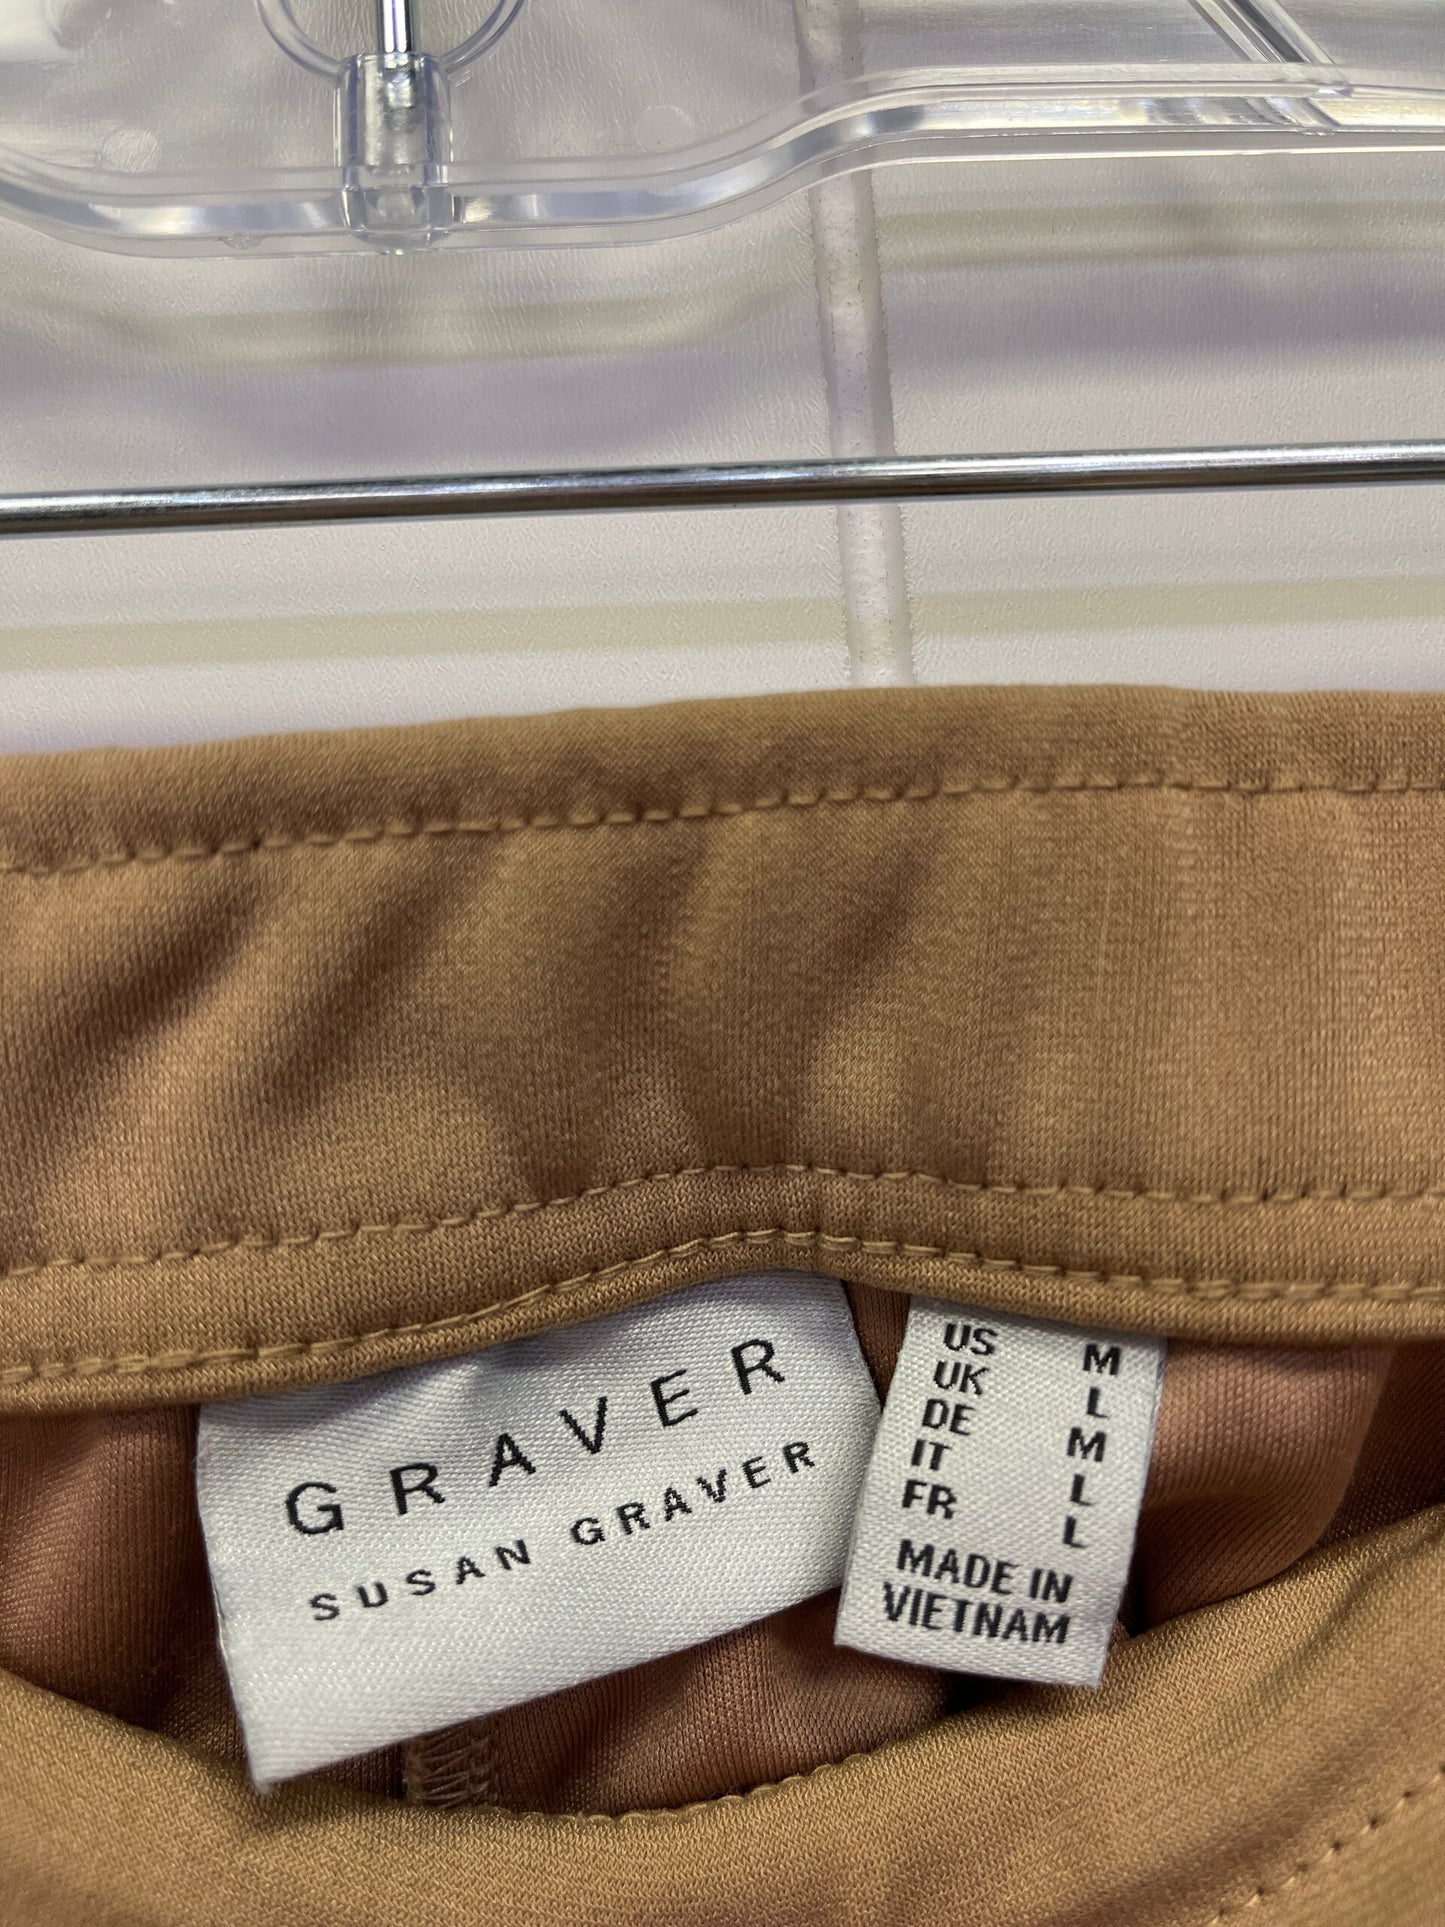 GRAVER
SUSAN GRAVER
US M
UK L
DE M
IT L
FR L
MADE IN
VIETNAM